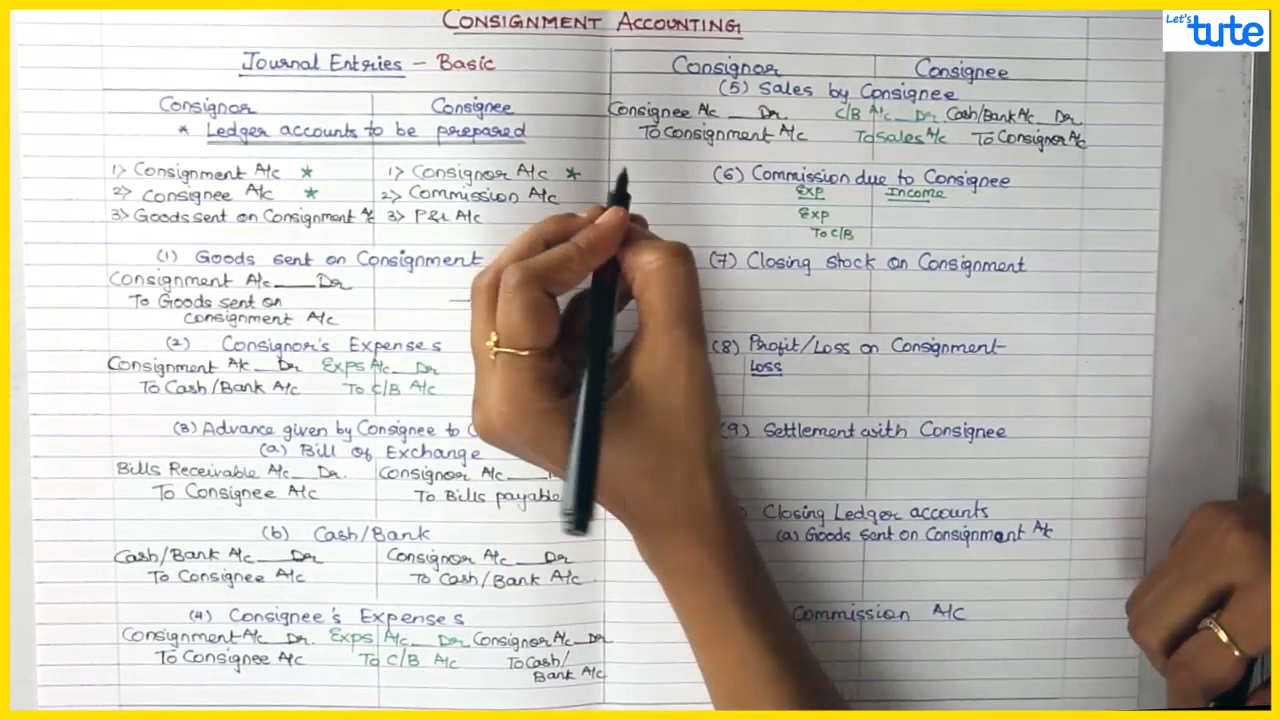 CONSIGNMENT ACCOUNTING
Let's
tute
Journal Entries - Basic
Consignor Consignee
* Ledger accounts to be prepared
1> Consignment A/c *
2> Consignee A/c *
3> Goods sent on Consignment A/c
1> Consignor A/c *
2> Commission A/c
3> P&L A/c
(1) Goods sent on Consignment
Consignment A/c ___ Dr
To Goods sent on
consignment A/c
(2) Consignor's Expenses
Consignment A/c _ Dr Exps A/c _ Dr
To Cash/Bank A/c To C/B A/c
(3) Advance given by Consignee to
(a) Bill of Exchange
Bills Receivable A/c _ Dr. Consignor A/c
To Consignee A/c To Bills payable
(b) Cash/Bank
Cash/Bank A/c __ Dr Consignor A/c __ Dr
To Consignee A/c To Cash/Bank A/c
(4) Consignee's Expenses
Consignment A/c _ Dr. Exps A/c _ Dr Consignor A/c _ Dr
To Consignee A/c To C/B A/c To Cash/
Bank A/c
Consignor Consignee
(5) Sales by Consignee
Consignee A/c __ Dr. C/B A/c _ Dr Cash/Bank A/c _ Dr
To Consignment A/c To Sales A/c To Consignor A/c
(6) Commission due to Consignee
Exp Income
Exp
To C/B
(7) Closing Stock on Consignment
(8) Profit/Loss on Consignment
Loss
(9) Settlement with Consignee
Closing Ledger accounts
(a) Goods sent on Consignment A/c
Commission A/c